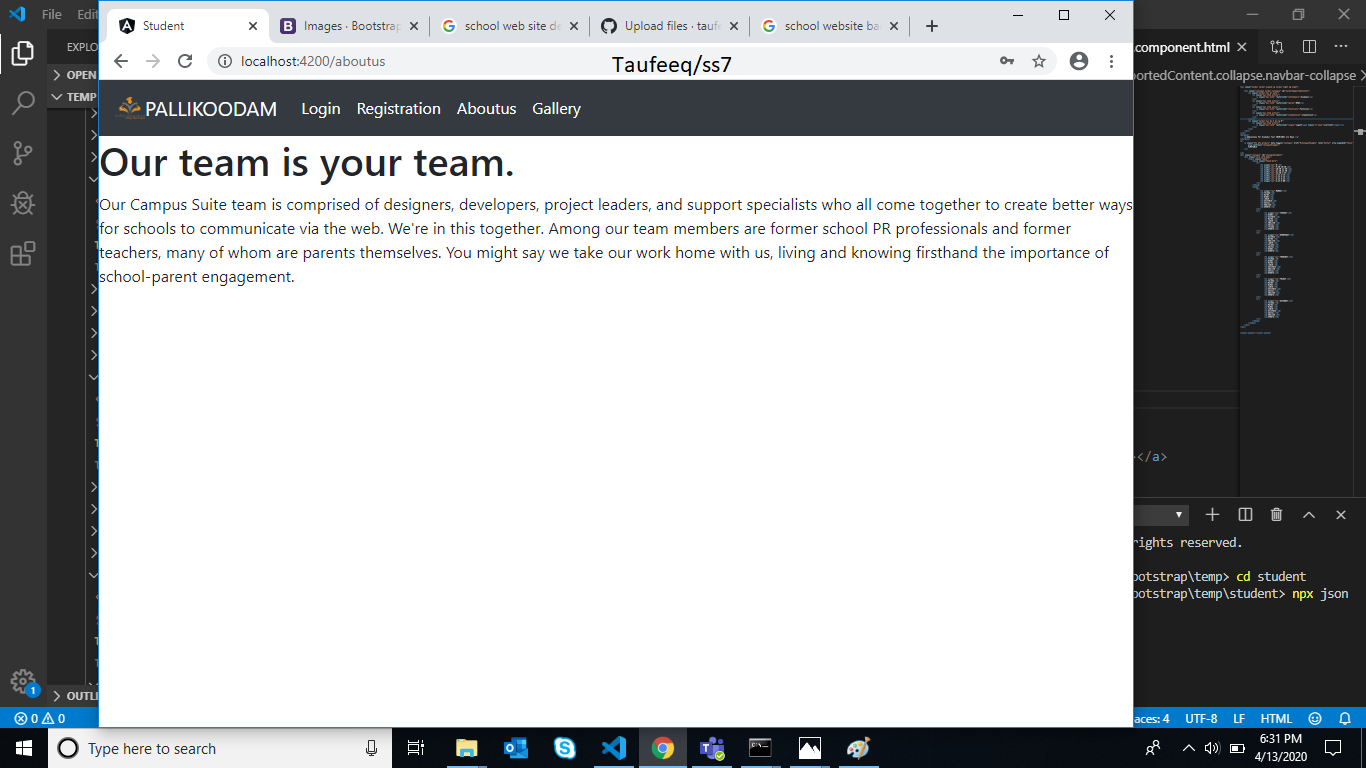 File
Edi
Student
Images · Bootstrap
school web site de
Upload files · taufe
school website ba
component.html
localhost:4200/aboutus
Taufeeq/ss7
EXPLO
OPEN
TEMP
portedContent.collapse.navbar-collapse
PALLIKOODAM
Login
Registration
Aboutus
Gallery
Our team is your team.
Our Campus Suite team is comprised of designers, developers, project leaders, and support specialists who all come together to create better ways
for schools to communicate via the web. We're in this together. Among our team members are former school PR professionals and former
teachers, many of whom are parents themselves. You might say we take our work home with us, living and knowing firsthand the importance of
school-parent engagement.
></a>
rights reserved.
ootstrap\temp> cd student
ootstrap\temp\student> npx json
1
OUTLI
0 0
aces: 4
UTF-8
LF
HTML
Type here to search
6:31 PM
4/13/2020